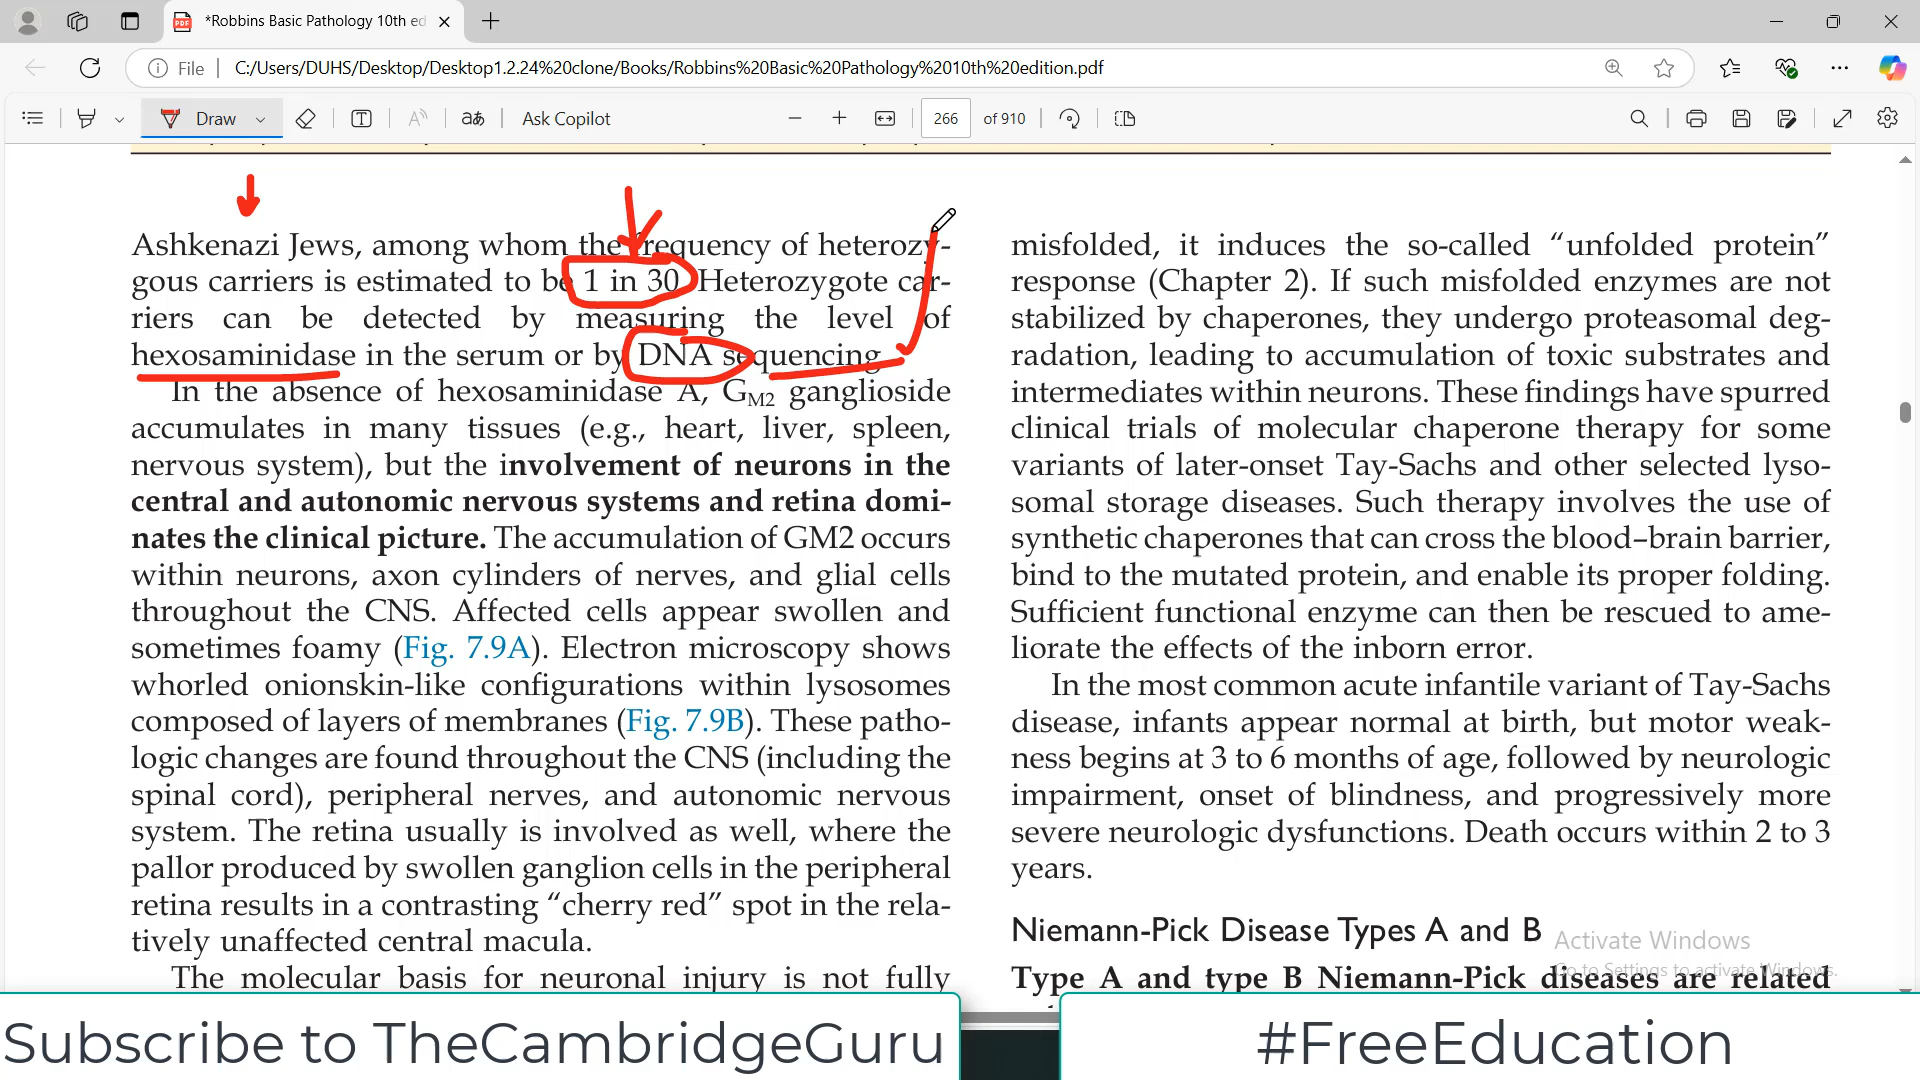 *Robbins Basic Pathology 10th ed
File
C:/Users/DUHS/Desktop/Desktop1.2.24%20clone/Books/Robbins%20Basic%20Pathology%2010th%20edition.pdf
Draw
Ask Copilot
266 of 910
Ashkenazi Jews, among whom the frequency of heterozy-
gous carriers is estimated to be 1 in 30. Heterozygote car-
riers can be detected by measuring the level of
hexosaminidase in the serum or by DNA sequencing.
In the absence of hexosaminidase A, GM2 ganglioside
accumulates in many tissues (e.g., heart, liver, spleen,
nervous system), but the involvement of neurons in the
central and autonomic nervous systems and retina domi-
nates the clinical picture. The accumulation of GM2 occurs
within neurons, axon cylinders of nerves, and glial cells
throughout the CNS. Affected cells appear swollen and
sometimes foamy (Fig. 7.9A). Electron microscopy shows
whorled onionskin-like configurations within lysosomes
composed of layers of membranes (Fig. 7.9B). These patho-
logic changes are found throughout the CNS (including the
spinal cord), peripheral nerves, and autonomic nervous
system. The retina usually is involved as well, where the
pallor produced by swollen ganglion cells in the peripheral
retina results in a contrasting “cherry red” spot in the rela-
tively unaffected central macula.
The molecular basis for neuronal injury is not fully
misfolded, it induces the so-called “unfolded protein”
response (Chapter 2). If such misfolded enzymes are not
stabilized by chaperones, they undergo proteasomal deg-
radation, leading to accumulation of toxic substrates and
intermediates within neurons. These findings have spurred
clinical trials of molecular chaperone therapy for some
variants of later-onset Tay-Sachs and other selected lyso-
somal storage diseases. Such therapy involves the use of
synthetic chaperones that can cross the blood–brain barrier,
bind to the mutated protein, and enable its proper folding.
Sufficient functional enzyme can then be rescued to ame-
liorate the effects of the inborn error.
In the most common acute infantile variant of Tay-Sachs
disease, infants appear normal at birth, but motor weak-
ness begins at 3 to 6 months of age, followed by neurologic
impairment, onset of blindness, and progressively more
severe neurologic dysfunctions. Death occurs within 2 to 3
years.
Niemann-Pick Disease Types A and B
Type A and type B Niemann-Pick diseases are related
Activate Windows
Go to Settings to activate Windows.
Subscribe to TheCambridgeGuru
#FreeEducation